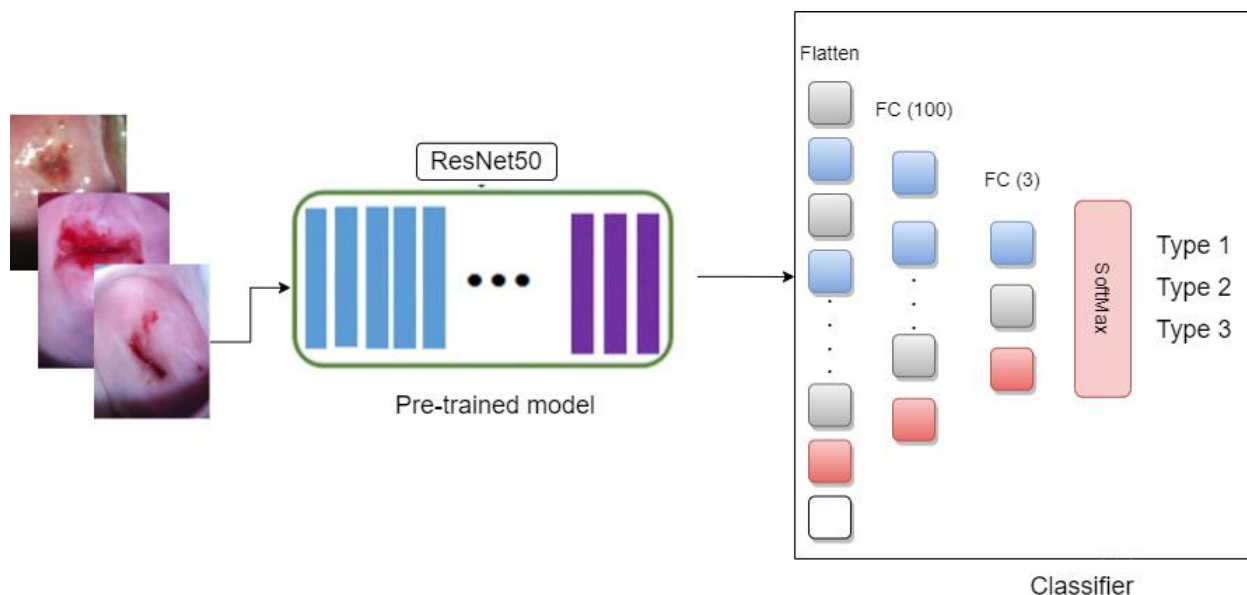 ResNet50
Pre-trained model
Flatten
FC (100)
FC (3)
SoftMax
Type 1
Type 2
Type 3
Classifier